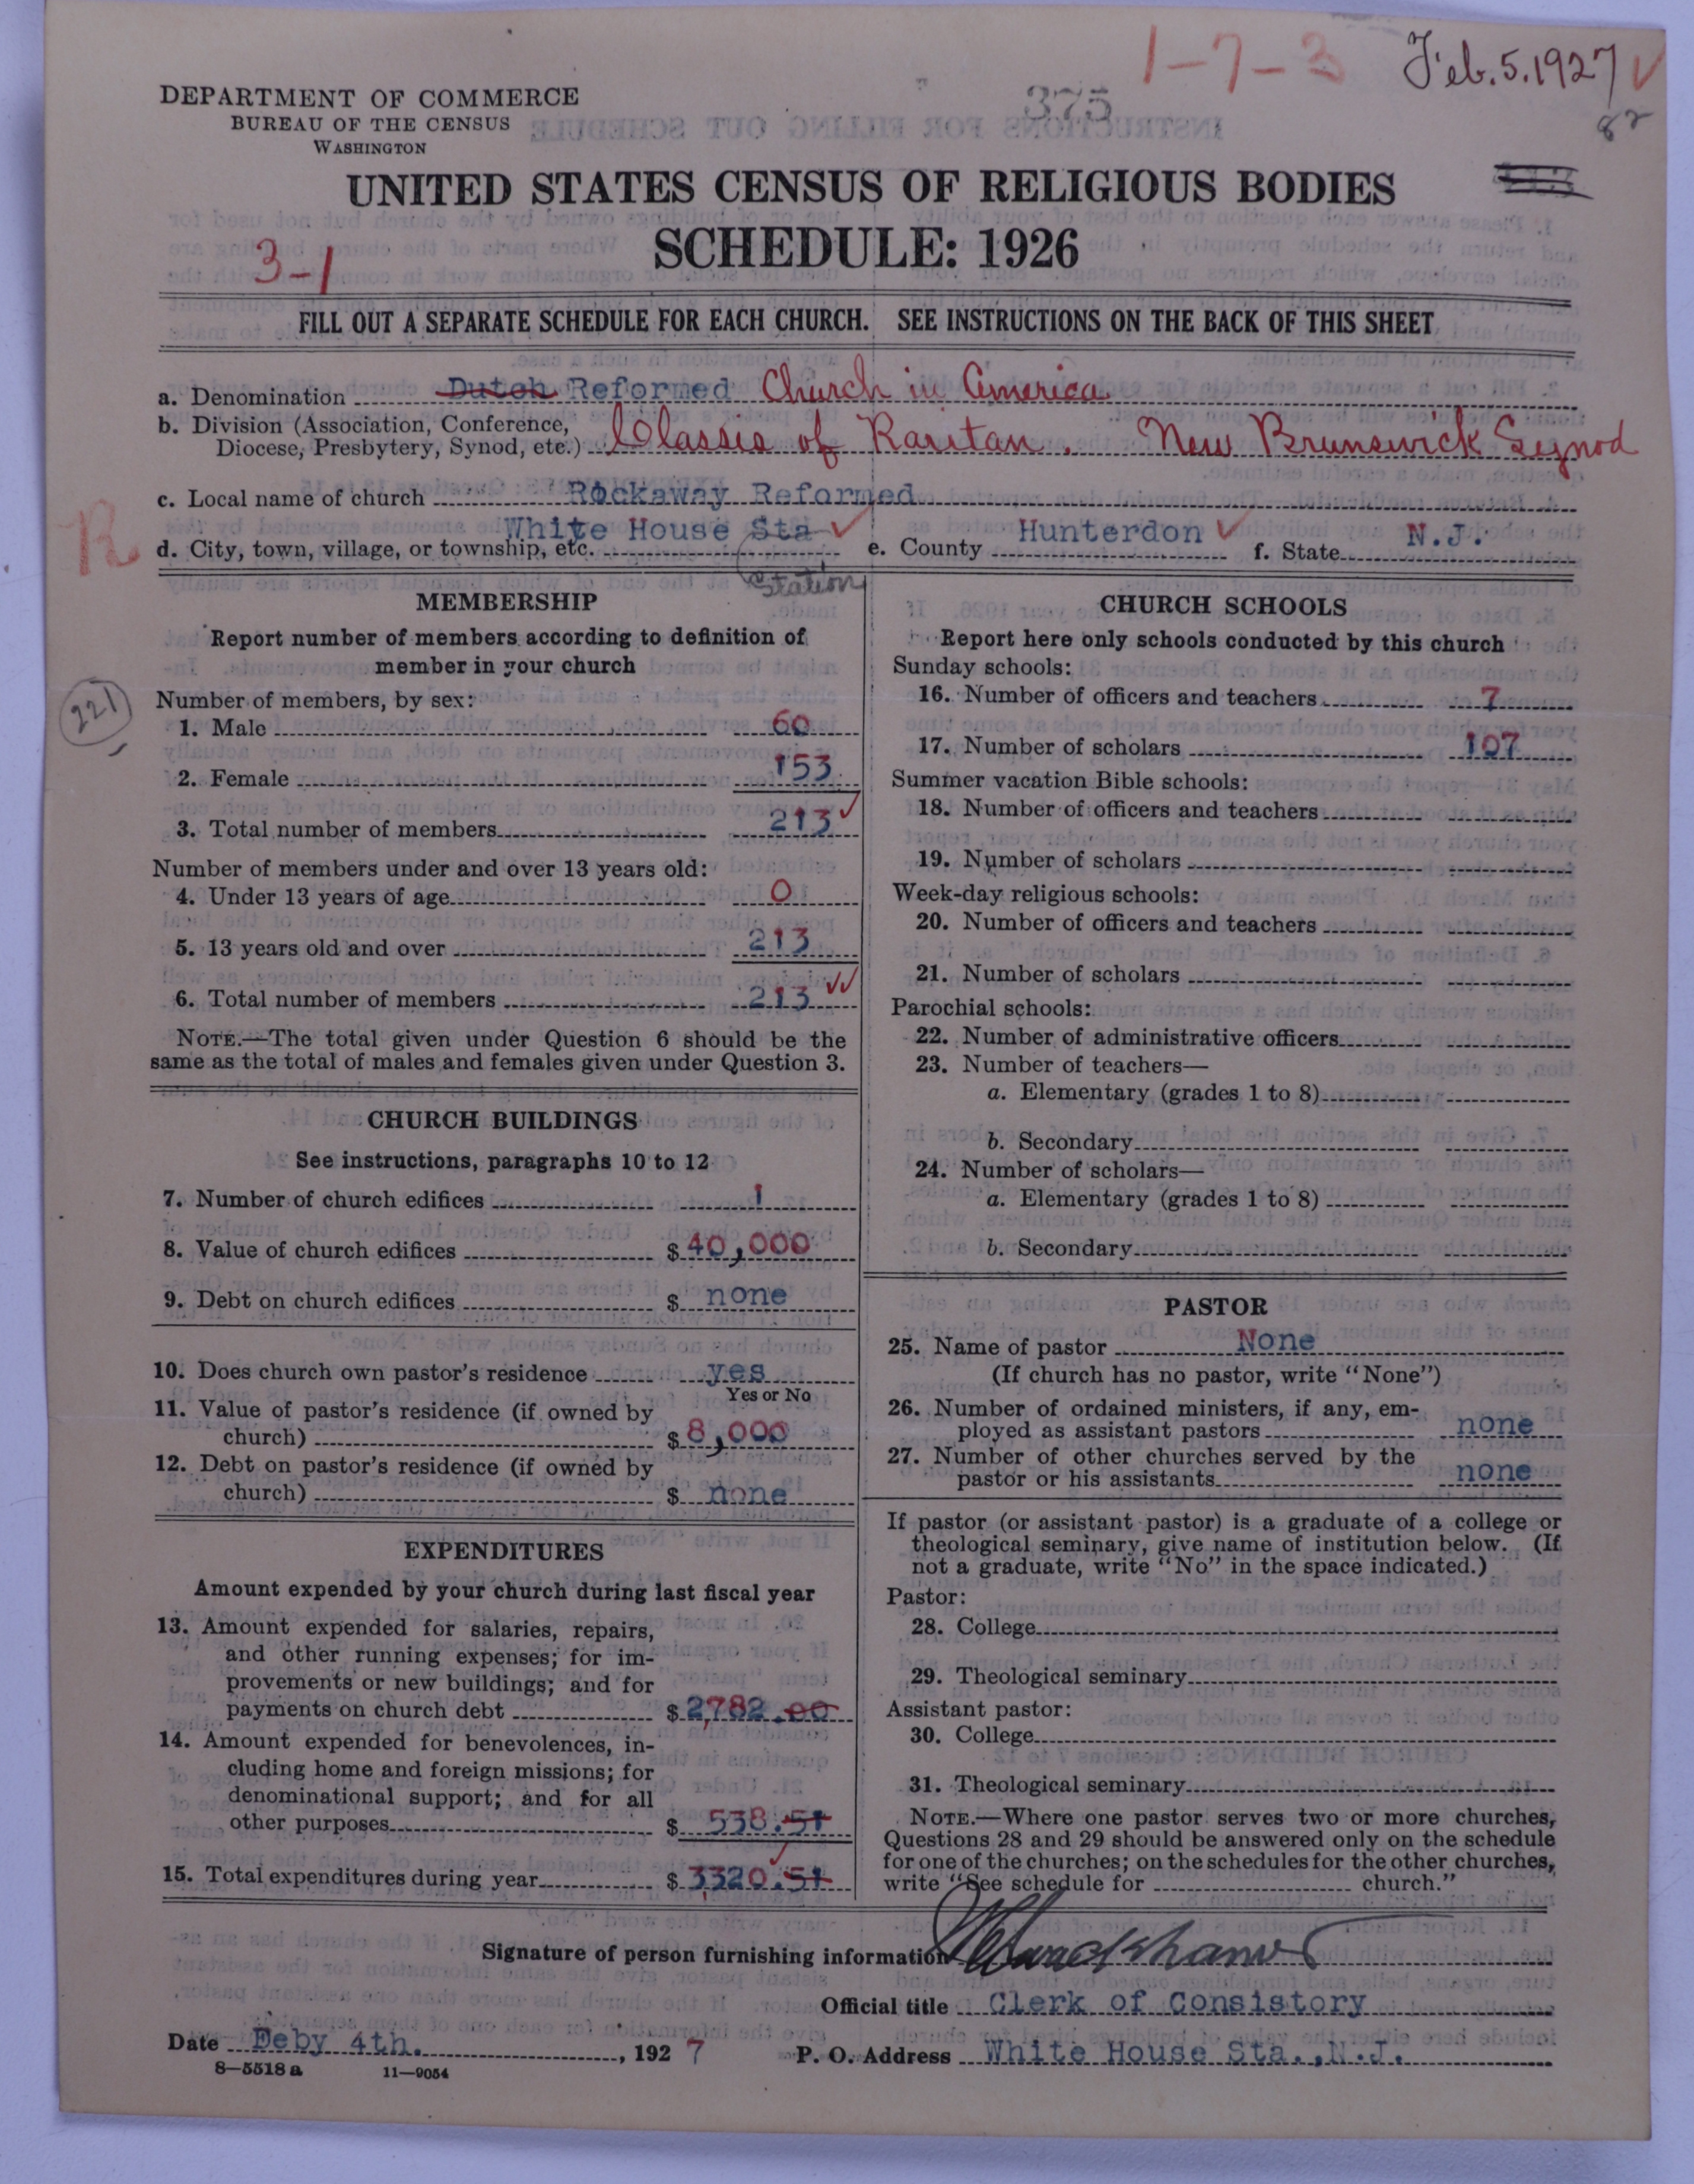 1-7-3
Feb. 5. 1927
375
82
DEPARTMENT OF COMMERCE
BUREAU OF THE CENSUS
WASHINGTON
UNITED STATES CENSUS OF RELIGIOUS BODIES
SCHEDULE: 1926
3-1
FILL OUT A SEPARATE SCHEDULE FOR EACH CHURCH. SEE INSTRUCTIONS ON THE BACK OF THIS SHEET
a. Denomination Dutch Reformed Church in America
b. Division (Association, Conference,
Diocese, Presbytery, Synod, etc.) Classis of Raritan. New Brunswick Synod
c. Local name of church Rockaway Reformed
R
d. City, town, village, or township, etc. White House Sta e. County Hunterdon f. State N.J.
Station
MEMBERSHIP
Report number of members according to definition of
member in your church
221
Number of members, by sex:
1. Male 60
2. Female 153
3. Total number of members 213
Number of members under and over 13 years old:
4. Under 13 years of age 0
5. 13 years old and over 213
6. Total number of members 213
NOTE.—The total given under Question 6 should be the
same as the total of males and females given under Question 3.
CHURCH BUILDINGS
See instructions, paragraphs 10 to 12
7. Number of church edifices 1
8. Value of church edifices $ 40,000
9. Debt on church edifices $ none
10. Does church own pastor's residence yes
Yes or No
11. Value of pastor's residence (if owned by
church) $ 8,000
12. Debt on pastor's residence (if owned by
church) $ none
EXPENDITURES
Amount expended by your church during last fiscal year
13. Amount expended for salaries, repairs,
and other running expenses; for im-
provements or new buildings; and for
payments on church debt $ 2,782.00
14. Amount expended for benevolences, in-
cluding home and foreign missions; for
denominational support; and for all
other purposes $ 538.51
15. Total expenditures during year $ 3320.51
CHURCH SCHOOLS
Report here only schools conducted by this church
Sunday schools:
16. Number of officers and teachers 7
17. Number of scholars 107
Summer vacation Bible schools:
18. Number of officers and teachers
19. Number of scholars
Week-day religious schools:
20. Number of officers and teachers
21. Number of scholars
Parochial schools:
22. Number of administrative officers
23. Number of teachers—
a. Elementary (grades 1 to 8)
b. Secondary
24. Number of scholars—
a. Elementary (grades 1 to 8)
b. Secondary
PASTOR
25. Name of pastor None
(If church has no pastor, write "None")
26. Number of ordained ministers, if any, em-
ployed as assistant pastors none
27. Number of other churches served by the
pastor or his assistants none
If pastor (or assistant pastor) is a graduate of a college or
theological seminary, give name of institution below. (If
not a graduate, write "No" in the space indicated.)
Pastor:
28. College
29. Theological seminary
Assistant pastor:
30. College
31. Theological seminary
NOTE.—Where one pastor serves two or more churches,
Questions 28 and 29 should be answered only on the schedule
for one of the churches; on the schedules for the other churches,
write "See schedule for church."
Signature of person furnishing information
Official title Clerk of Consistory
Date Feby 4th. , 1927 P. O. Address White House Sta., N.J.
8—5518 a 11—9054